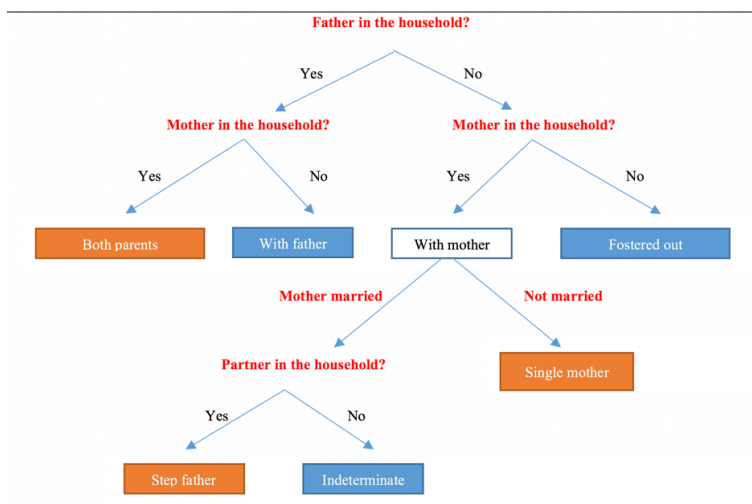 Father in the household?
Yes
No
Mother in the household?
Mother in the household?
Yes
No
Yes
No
Both parents
With father
With mother
Fostered out
Mother married
Not married
Partner in the household?
Single mother
Yes
No
Step father
Indeterminate